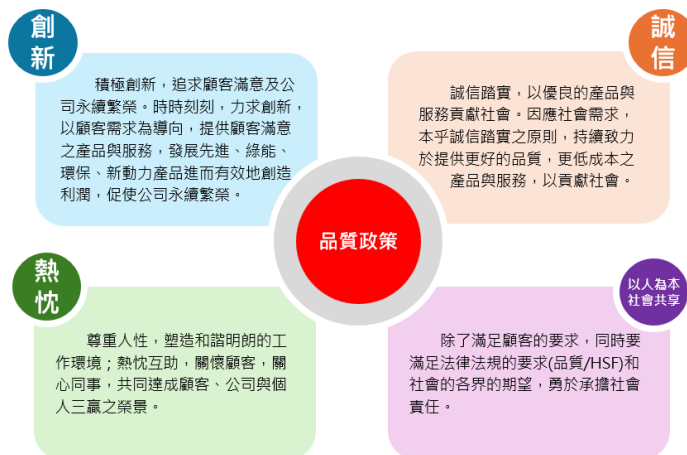 創新
積極創新，追求顧客滿意及公
司永續繁榮。時時刻刻，力求創新，
以顧客需求為導向，提供顧客滿意
之產品與服務，發展先進、綠能、
環保、新動力產品進而有效地創造
利潤，促使公司永續繁榮。
誠信
誠信踏實，以優良的產品與
服務貢獻社會。因應社會需求，
本乎誠信踏實之原則，持續致力
於提供更好的品質，更低成本之
產品與服務，以貢獻社會。
品質政策
熱忱
尊重人性，塑造和諧明朗的工
作環境；熱忱互助，關懷顧客，關
心同事，共同達成顧客、公司與個
人三贏之榮景。
以人為本
社會共享
除了滿足顧客的要求，同時要
滿足法律法規的要求(品質/HSF)和
社會的各界的期望，勇於承擔社會
責任。